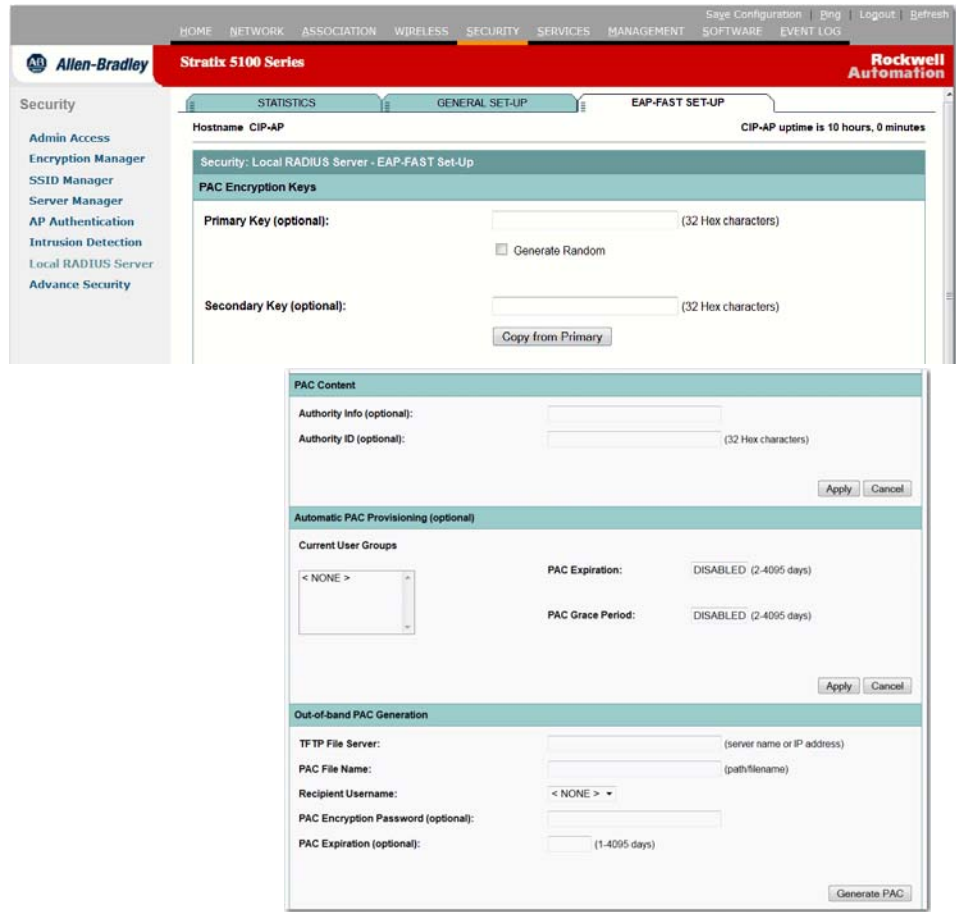 Save Configuration | Ping | Logout | Refresh
HOME NETWORK ASSOCIATION WIRELESS SECURITY SERVICES MANAGEMENT SOFTWARE EVENT LOG
AB Allen-Bradley
Stratix 5100 Series
Rockwell
Automation
Security
Admin Access
Encryption Manager
SSID Manager
Server Manager
AP Authentication
Intrusion Detection
Local RADIUS Server
Advance Security
STATISTICS GENERAL SET-UP EAP-FAST SET-UP
Hostname CIP-AP CIP-AP uptime is 10 hours, 0 minutes
Security: Local RADIUS Server - EAP-FAST Set-Up
PAC Encryption Keys
Primary Key (optional): (32 Hex characters)
Generate Random
Secondary Key (optional): (32 Hex characters)
Copy from Primary
PAC Content
Authority Info (optional):
Authority ID (optional): (32 Hex characters)
Apply Cancel
Automatic PAC Provisioning (optional)
Current User Groups
< NONE >
PAC Expiration: DISABLED (2-4095 days)
PAC Grace Period: DISABLED (2-4095 days)
Apply Cancel
Out-of-band PAC Generation
TFTP File Server: (server name or IP address)
PAC File Name: (path/filename)
Recipient Username: < NONE >
PAC Encryption Password (optional):
PAC Expiration (optional): (1-4095 days)
Generate PAC